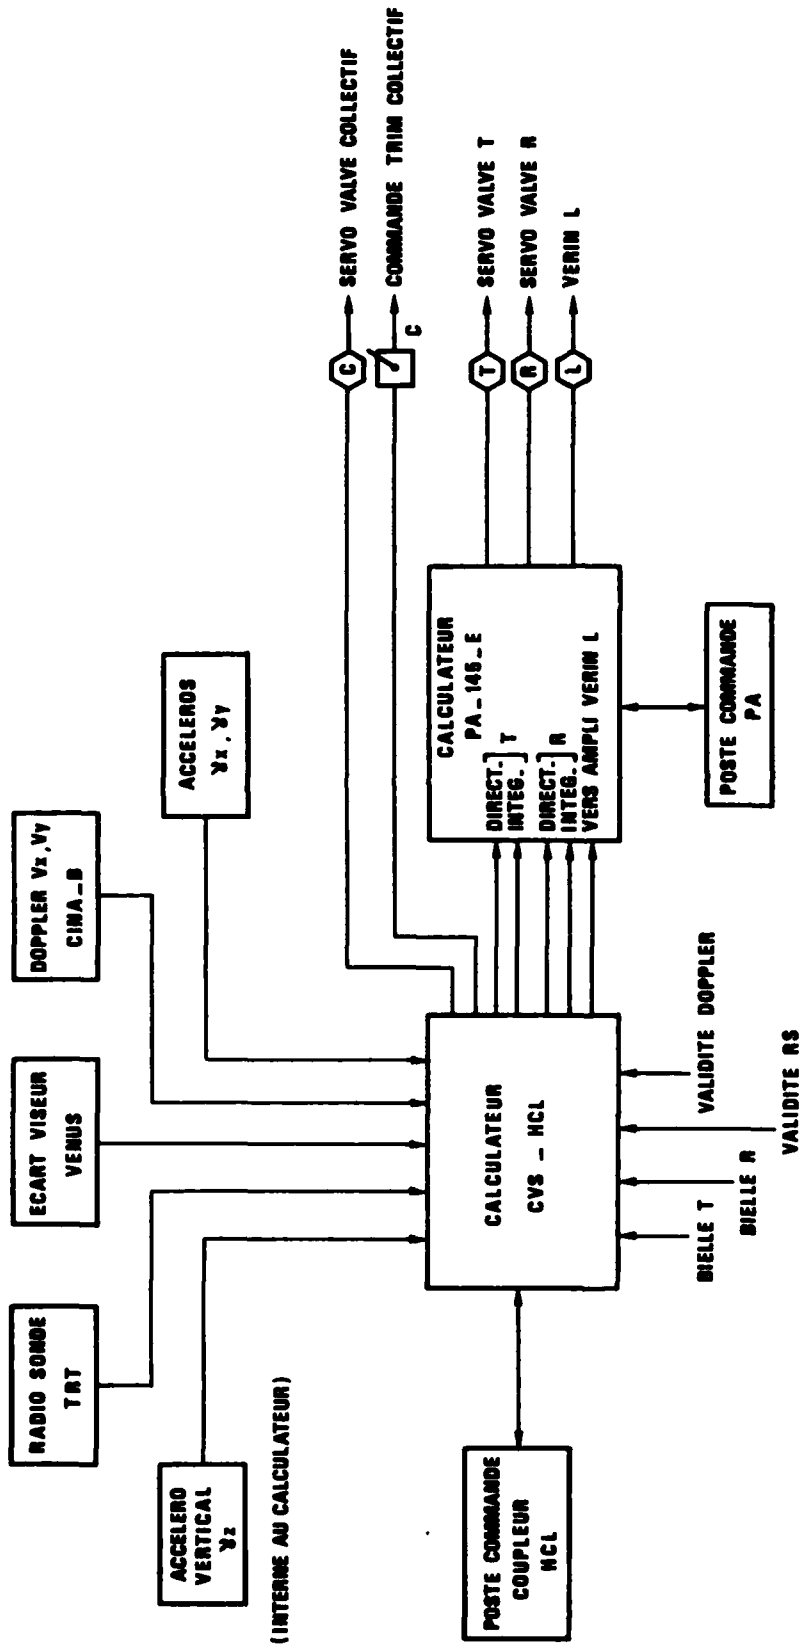 RADIO SONDE
TRT
ECART VISEUR
VENUS
DOPPLER Vx,Vy
CINA_B
ACCELERO
VERTICAL
γz
(INTERNE AU CALCULATEUR)
ACCELEROS
γx, γy
SERVO VALVE COLLECTIF
C
COMMANDE TRIM COLLECTIF
C
POSTE COMMANDE
COUPLEUR
HCL
CALCULATEUR
CVS _ HCL
CALCULATEUR
PA_145_E
DIRECT.
INTEG.
T
DIRECT.
INTEG.
R
VERS AMPLI VERIN L
T
SERVO VALVE T
R
SERVO VALVE R
L
VERIN L
BIELLE T
BIELLE R
VALIDITE RS
VALIDITE DOPPLER
POSTE COMMANDE
PA